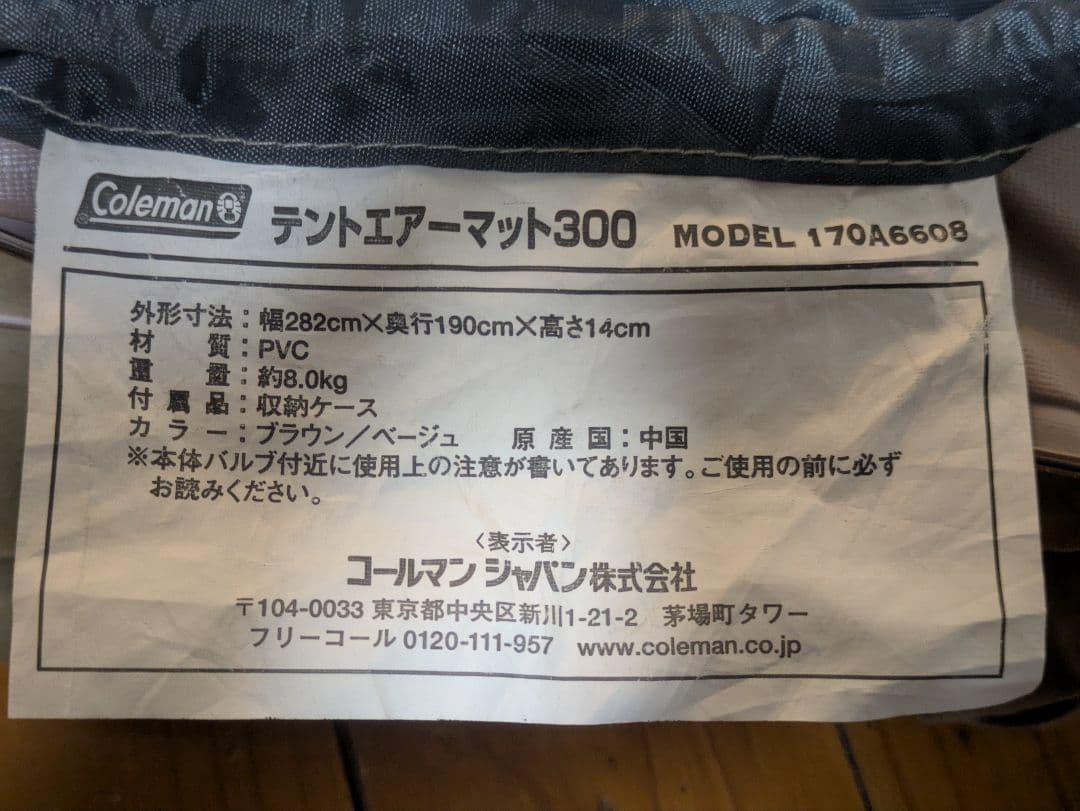 Coleman テントエアーマット300 MODEL 170A6608
外形寸法：幅282cm×奥行190cm×高さ14cm
材質：PVC
重量：約8.0kg
付属品：収納ケース
カラー：ブラウン／ベージュ 原産国：中国
※本体バルブ付近に使用上の注意が書いてあります。ご使用の前に必ず
お読みください。
〈表示者〉
コールマン ジャパン株式会社
〒104-0033 東京都中央区新川1-21-2 茅場町タワー
フリーコール 0120-111-957 www.coleman.co.jp